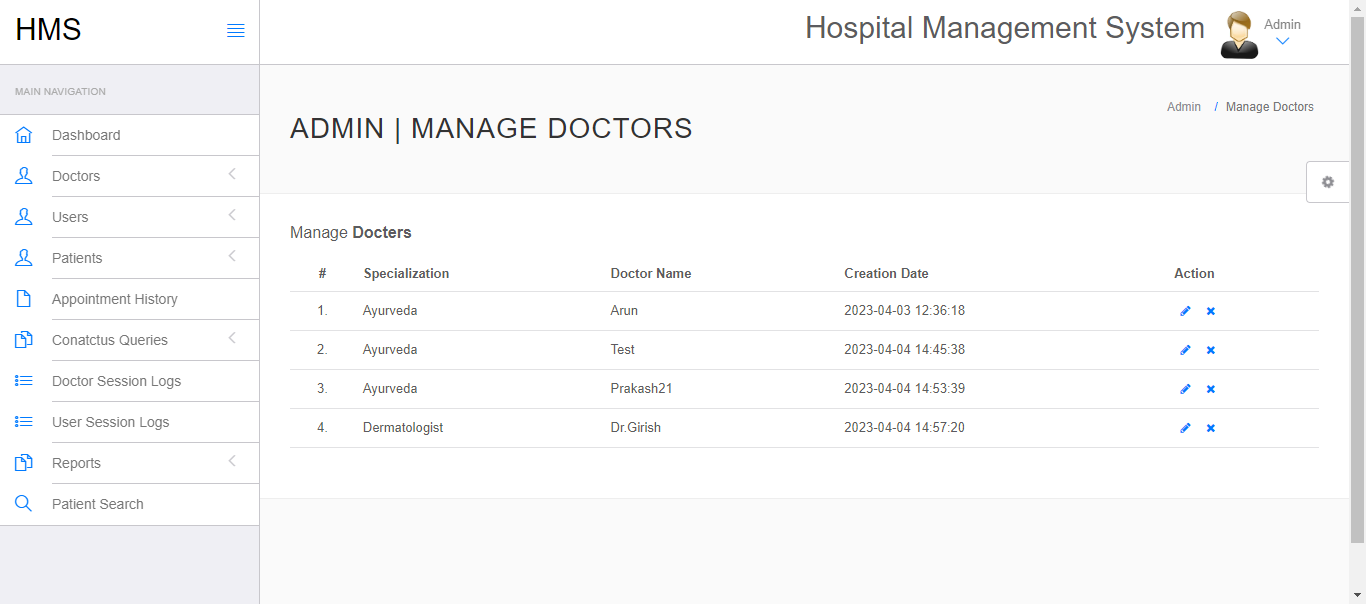 HMS
Hospital Management System
Admin
MAIN NAVIGATION
Dashboard
Doctors
Users
Patients
Appointment History
Conatctus Queries
Doctor Session Logs
User Session Logs
Reports
Patient Search
ADMIN | MANAGE DOCTORS
Admin / Manage Doctors
Manage Docters
# Specialization Doctor Name Creation Date Action
1. Ayurveda Arun 2023-04-03 12:36:18
2. Ayurveda Test 2023-04-04 14:45:38
3. Ayurveda Prakash21 2023-04-04 14:53:39
4. Dermatologist Dr.Girish 2023-04-04 14:57:20